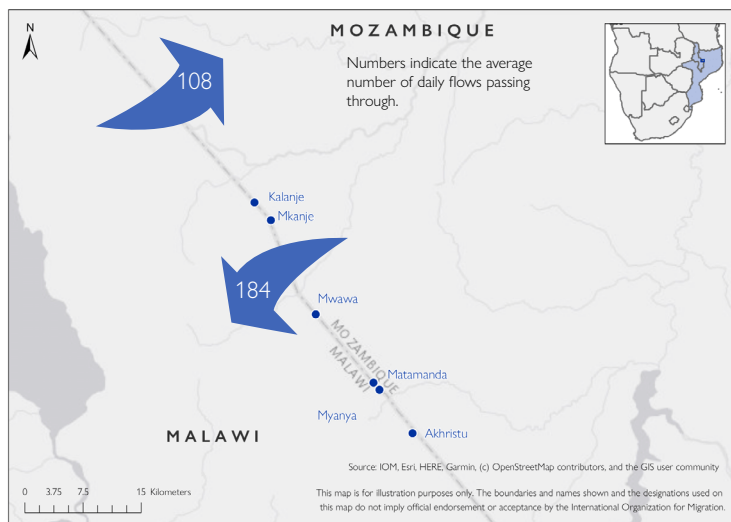 N
MOZAMBIQUE
Numbers indicate the average
number of daily flows passing
through.
108
Kalanje
Mkanje
184
Mwawa
MOZAMBIQUE
MALAWI
Matamanda
Myanya
MALAWI
Akhristu
Source: IOM, Esri, HERE, Garmin, (c) OpenStreetMap contributors, and the GIS user community
0 3.75 7.5 15 Kilometers
This map is for illustration purposes only. The boundaries and names shown and the designations used on
this map do not imply official endorsement or acceptance by the International Organization for Migration.